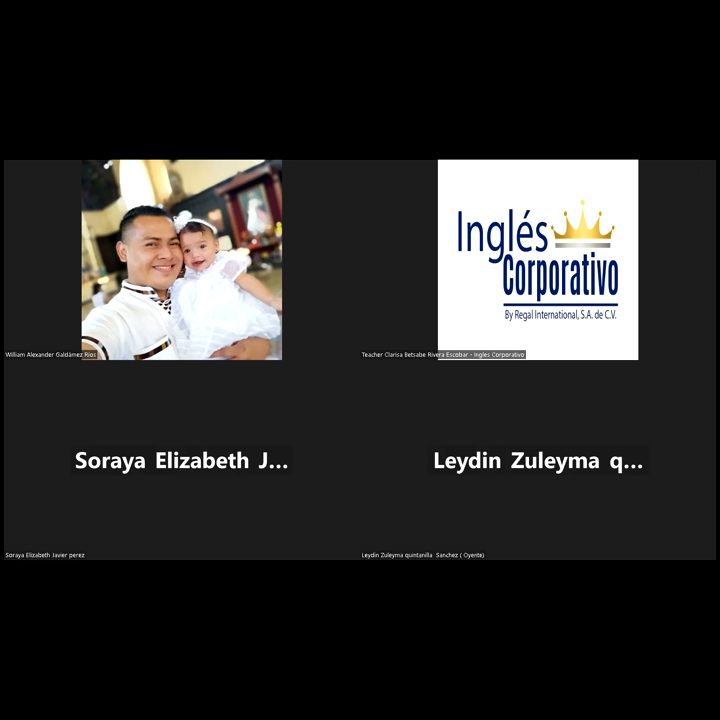 Inglés
Corporativo
By Regal International, S.A. de C.V.
William Alexander Galdámez Rios
Teacher Clarisa Betsabe Rivera Escobar - Ingles Corporativo
Soraya Elizabeth J...
Leydin Zuleyma q...
Soraya Elizabeth Javier perez
Leydin Zuleyma quintanilla Sanchez ( Oyente)